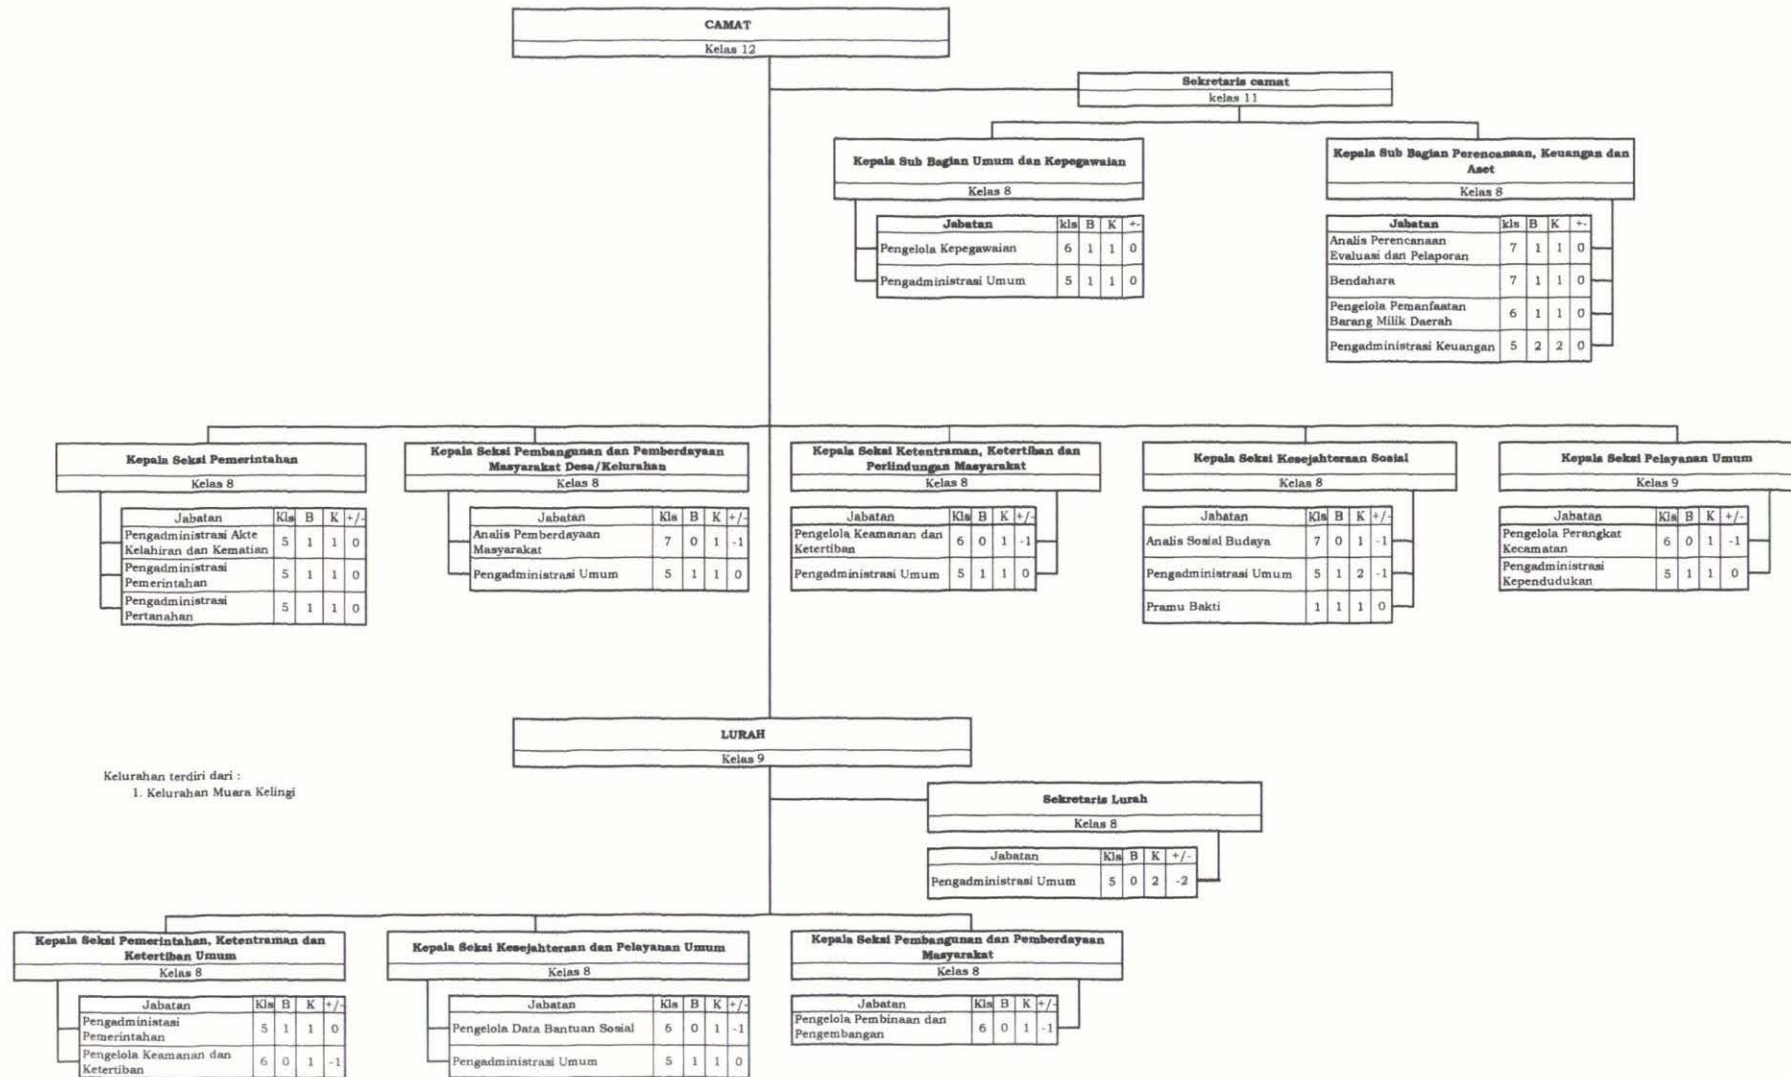 CAMAT
Kelas 12
Sekretaris camat
kelas 11
Kepala Sub Bagian Umum dan Kepegawaian
Kelas 8
Jabatan kls B K +-
Pengelola Kepegawaian 6 1 1 0
Pengadministrasi Umum 5 1 1 0
Kepala Sub Bagian Perencanaan, Keuangan dan
Aset
Kelas 8
Jabatan kls B K +-
Analis Perencanaan
Evaluasi dan Pelaporan 7 1 1 0
Bendahara 7 1 1 0
Pengelola Pemanfaatan
Barang Milik Daerah 6 1 1 0
Pengadministrasi Keuangan 5 2 2 0
Kepala Seksi Pemerintahan
Kelas 8
Jabatan Kls B K +/-
Pengadministrasi Akte
Kelahiran dan Kematian 5 1 1 0
Pengadministrasi
Pemerintahan 5 1 1 0
Pengadministrasi
Pertanahan 5 1 1 0
Kepala Seksi Pembangunan dan Pemberdayaan
Masyarakat Desa/Kelurahan
Kelas 8
Jabatan Kls B K +/-
Analis Pemberdayaan
Masyarakat 7 0 1 -1
Pengadministrasi Umum 5 1 1 0
Kepala Seksi Ketentraman, Ketertiban dan
Perlindungan Masyarakat
Kelas 8
Jabatan Kls B K +/-
Pengelola Keamanan dan
Ketertiban 6 0 1 -1
Pengadministrasi Umum 5 1 1 0
Kepala Seksi Kesejahteraan Sosial
Kelas 8
Jabatan Kls B K +/-
Analis Sosial Budaya 7 0 1 -1
Pengadministrasi Umum 5 1 2 -1
Pramu Bakti 1 1 1 0
Kepala Seksi Pelayanan Umum
Kelas 9
Jabatan Kls B K +/-
Pengelola Perangkat
Kecamatan 6 0 1 -1
Pengadministrasi
Kependudukan 5 1 1 0
LURAH
Kelas 9
Kelurahan terdiri dari :
1. Kelurahan Muara Kelingi
Sekretaris Lurah
Kelas 8
Jabatan Kls B K +/-
Pengadministrasi Umum 5 0 2 -2
Kepala Seksi Pemerintahan, Ketentraman dan
Ketertiban Umum
Kelas 8
Jabatan Kls B K +/-
Pengadministasi
Pemerintahan 5 1 1 0
Pengelola Keamanan dan
Ketertiban 6 0 1 -1
Kepala Seksi Kesejahteraan dan Pelayanan Umum
Kelas 8
Jabatan Kls B K +/-
Pengelola Data Bantuan Sosial 6 0 1 -1
Pengadministrasi Umum 5 1 1 0
Kepala Seksi Pembangunan dan Pemberdayaan
Masyarakat
Kelas 8
Jabatan Kls B K +/-
Pengelola Pembinaan dan
Pengembangan 6 0 1 -1